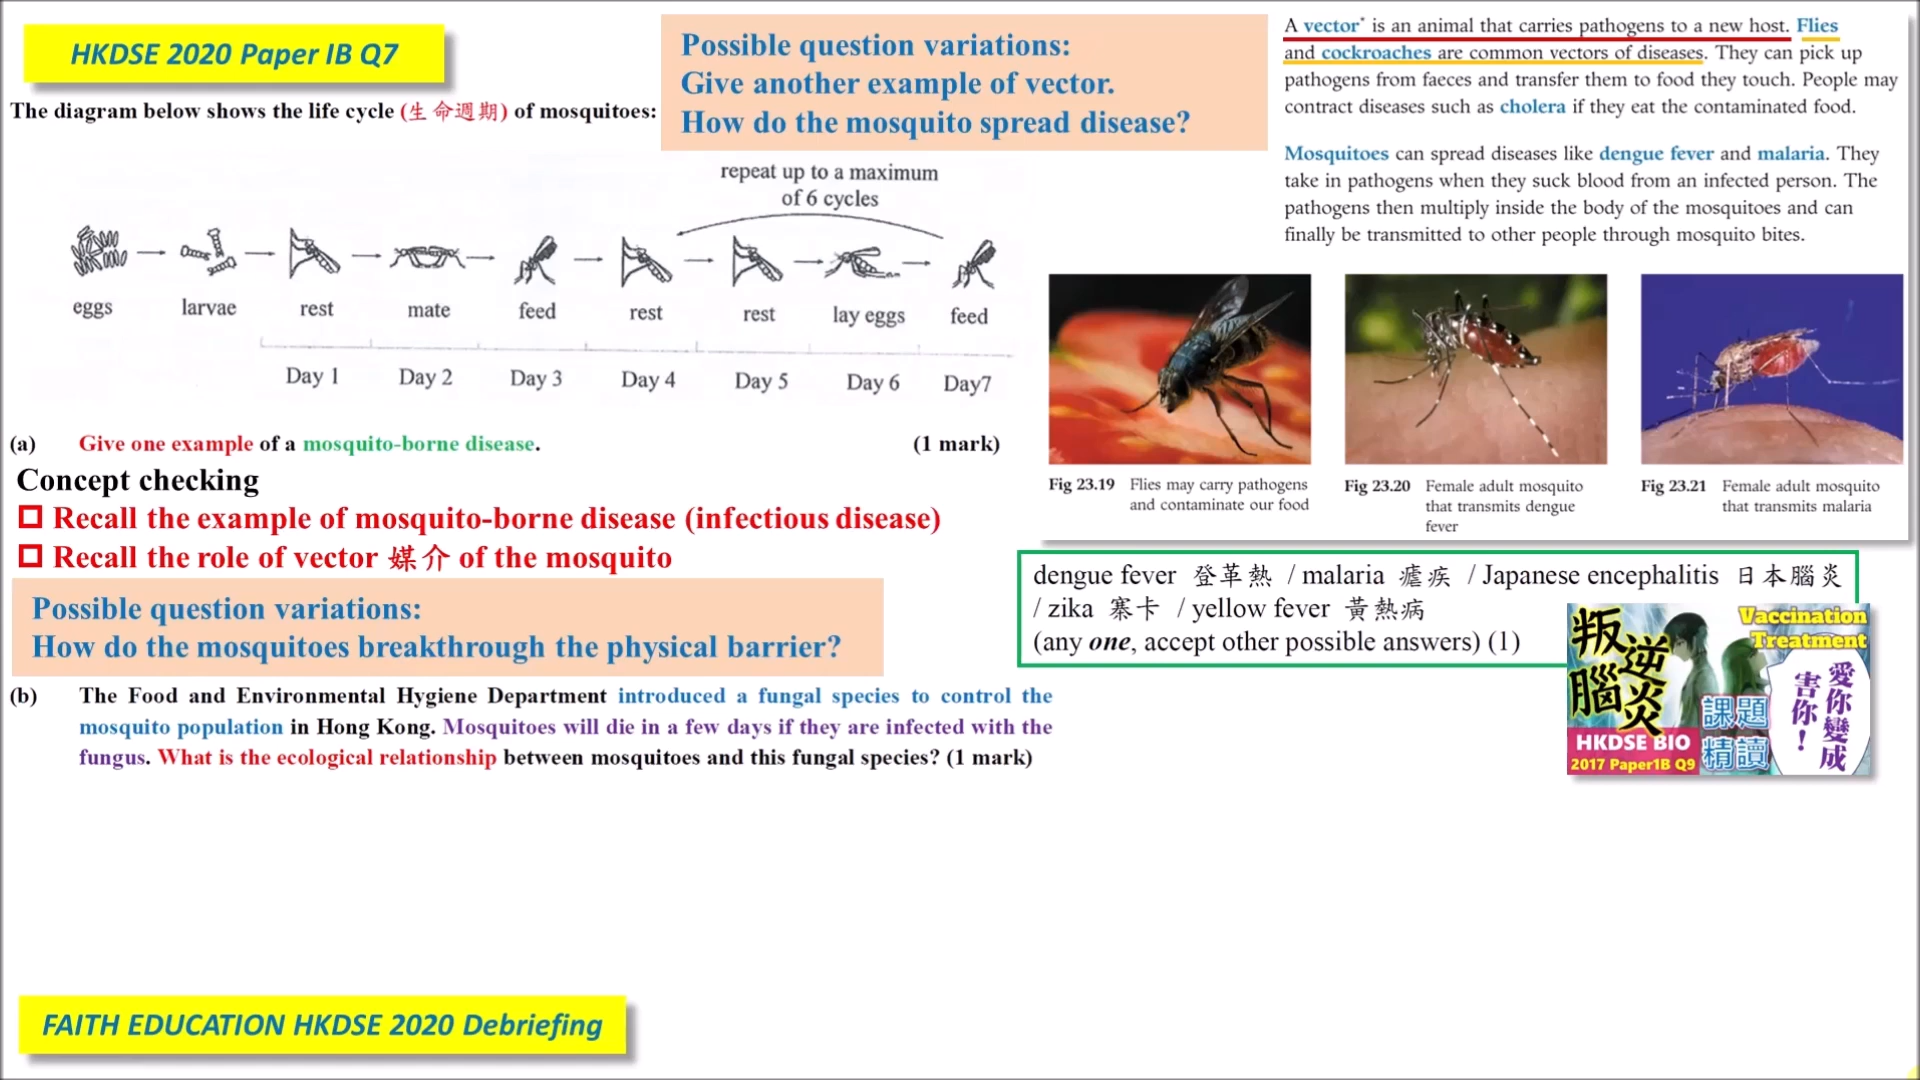 HKDSE 2020 Paper IB Q7
The diagram below shows the life cycle (生命週期) of mosquitoes:
Possible question variations:
Give another example of vector.
How do the mosquito spread disease?
repeat up to a maximum
of 6 cycles
eggs larvae rest mate feed rest rest lay eggs feed
Day 1 Day 2 Day 3 Day 4 Day 5 Day 6 Day7
(a) Give one example of a mosquito-borne disease. (1 mark)
Concept checking
Recall the example of mosquito-borne disease (infectious disease)
Recall the role of vector 媒介 of the mosquito
Possible question variations:
How do the mosquitoes breakthrough the physical barrier?
(b) The Food and Environmental Hygiene Department introduced a fungal species to control the
mosquito population in Hong Kong. Mosquitoes will die in a few days if they are infected with the
fungus. What is the ecological relationship between mosquitoes and this fungal species? (1 mark)
A vector* is an animal that carries pathogens to a new host. Flies
and cockroaches are common vectors of diseases. They can pick up
pathogens from faeces and transfer them to food they touch. People may
contract diseases such as cholera if they eat the contaminated food.
Mosquitoes can spread diseases like dengue fever and malaria. They
take in pathogens when they suck blood from an infected person. The
pathogens then multiply inside the body of the mosquitoes and can
finally be transmitted to other people through mosquito bites.
Fig 23.19 Flies may carry pathogens
and contaminate our food
Fig 23.20 Female adult mosquito
that transmits dengue
fever
Fig 23.21 Female adult mosquito
that transmits malaria
dengue fever 登革熱 / malaria 瘧疾 / Japanese encephalitis 日本腦炎
/ zika 寨卡 / yellow fever 黃熱病
(any one, accept other possible answers) (1)
Vaccination
Treatment
叛逆
腦炎
愛你變成
害你!
課題
精讀
HKDSE BIO
2017 Paper1B Q9
FAITH EDUCATION HKDSE 2020 Debriefing